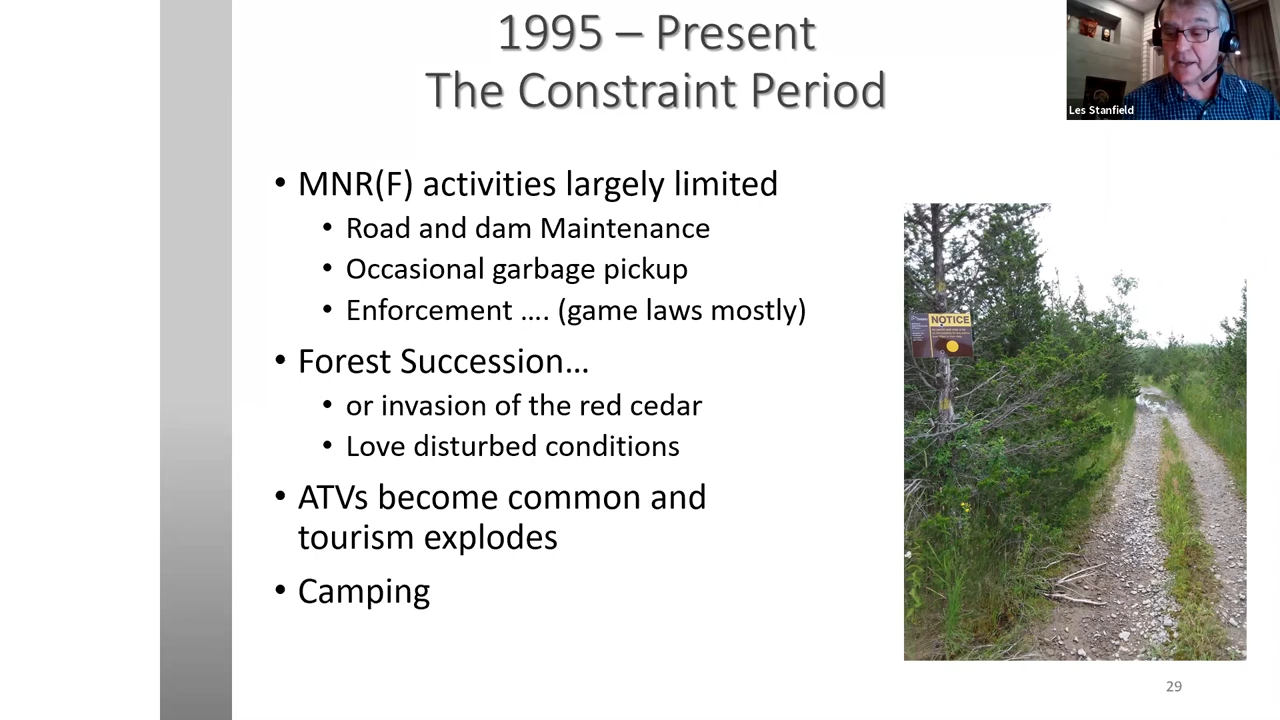 1995 – Present
The Constraint Period
Les Stanfield
• MNR(F) activities largely limited
• Road and dam Maintenance
• Occasional garbage pickup
• Enforcement …. (game laws mostly)
• Forest Succession…
• or invasion of the red cedar
• Love disturbed conditions
• ATVs become common and
tourism explodes
• Camping
NOTICE
29